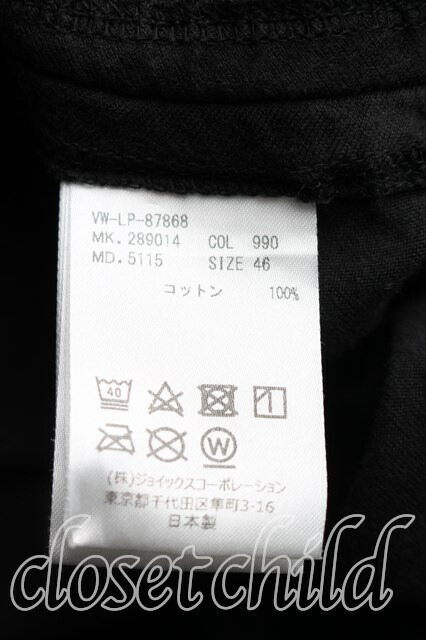 VW-LP-87868
MK. 289014 COL 990
MD. 5115 SIZE 46
コットン 100%
40
W
(株)ジョイックスコーポレーション
東京都千代田区隼町3-16
日本製
closet child